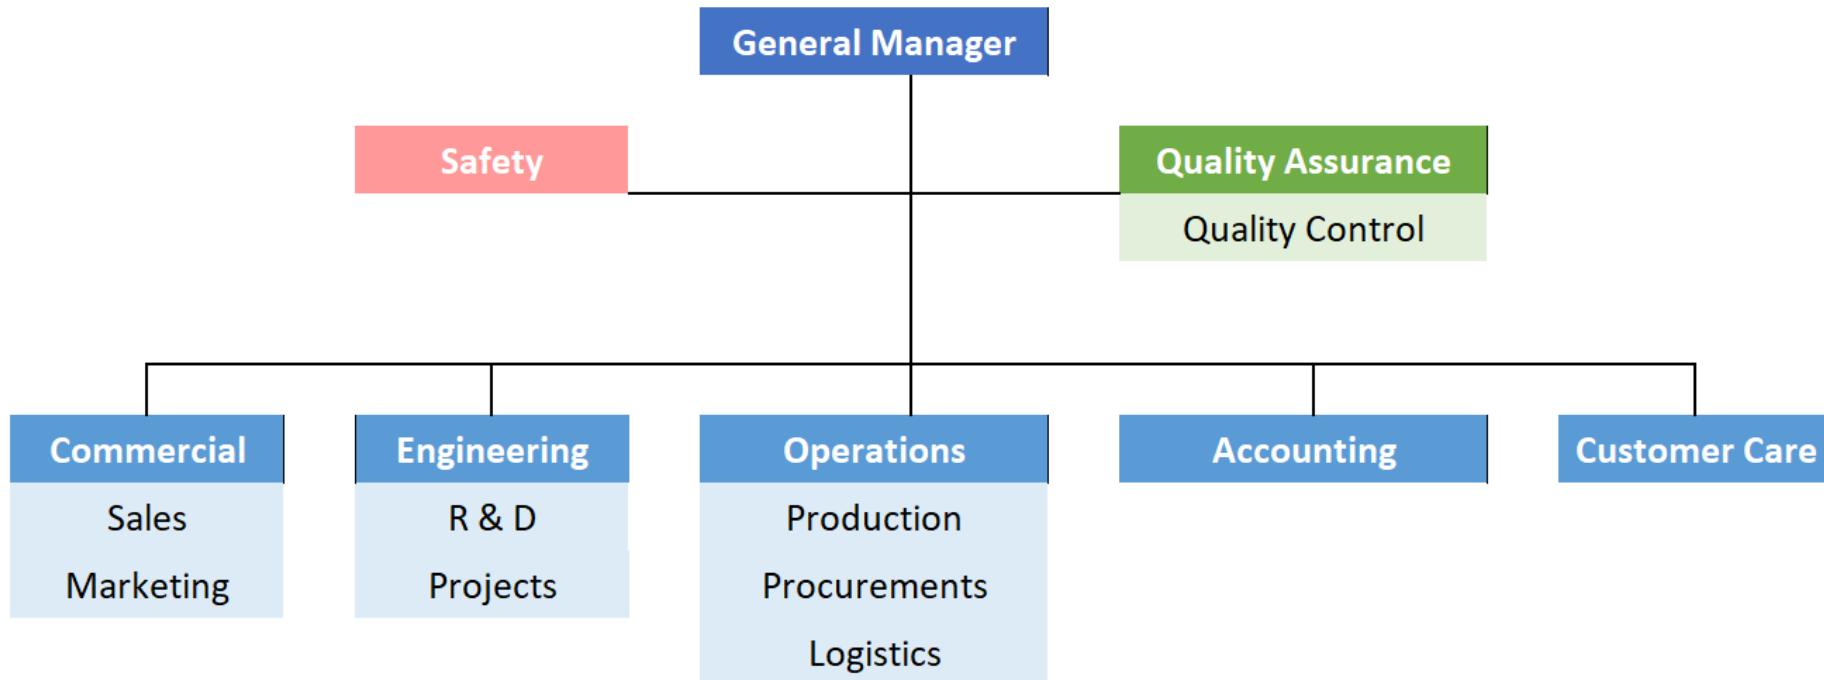 General Manager
Safety
Quality Assurance
Quality Control
Commercial
Sales
Marketing
Engineering
R & D
Projects
Operations
Production
Procurements
Logistics
Accounting
Customer Care